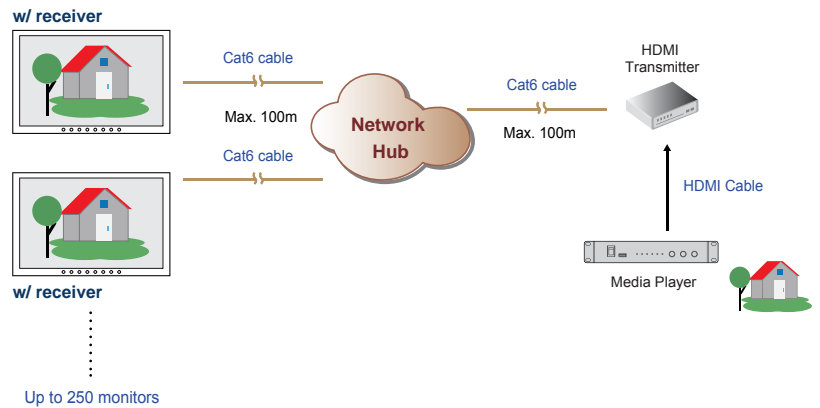 w/ receiver
Cat6 cable
Max. 100m
Cat6 cable
Network
Hub
Cat6 cable
Max. 100m
HDMI
Transmitter
HDMI Cable
Media Player
w/ receiver
Up to 250 monitors